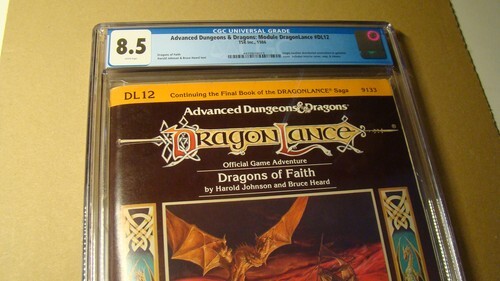 CGC UNIVERSAL GRADE
Advanced Dungeons & Dragons: Module DragonLance #DL12
TSR Inc., 1986
8.5
Dragons of Faith
Harold Johnson & Bruce Heard text
DL12
Continuing the Final Book of the DRAGONLANCE® Saga
9133
Advanced Dungeons&Dragons®
DRAGONLANCE
Official Game Adventure
Dragons of Faith
by Harold Johnson and Bruce Heard